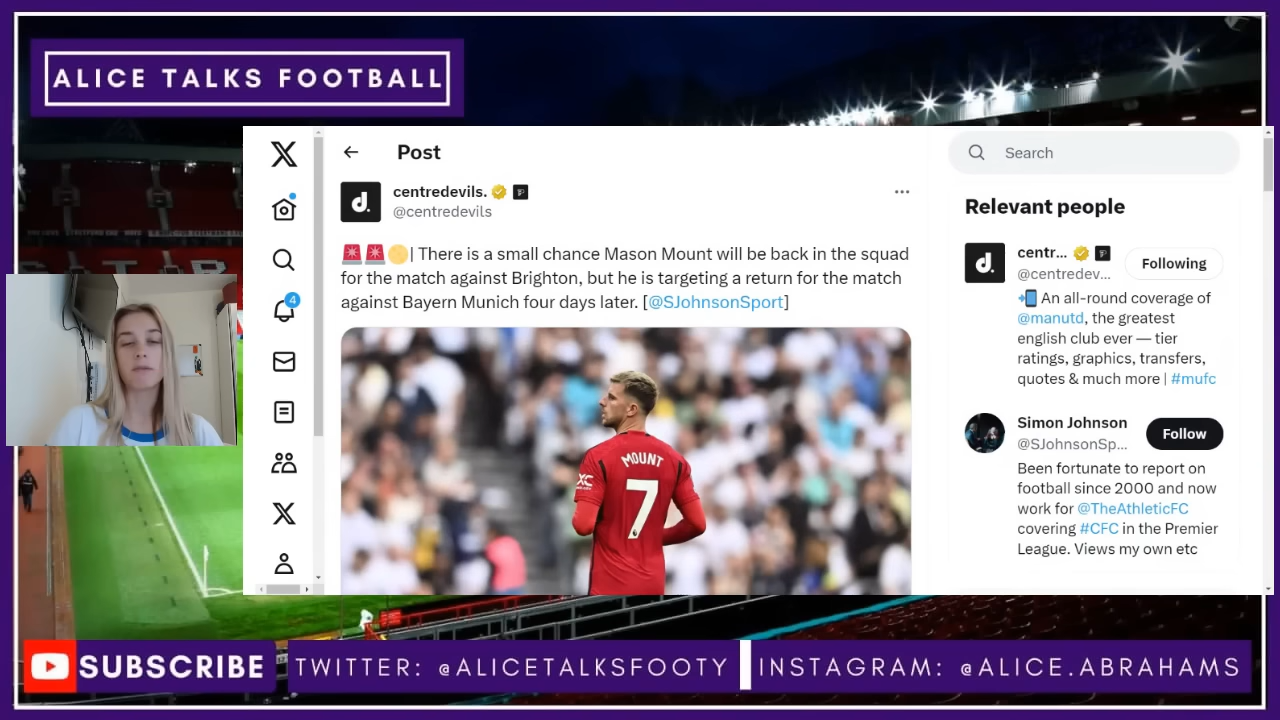 ALICE TALKS FOOTBALL
Post
Search
centredevils.
@centredevils
🚨🚨🌕| There is a small chance Mason Mount will be back in the squad
for the match against Brighton, but he is targeting a return for the match
against Bayern Munich four days later. [@SJohnsonSport]
MOUNT
7
4
Relevant people
centr...
@centredev...
Following
📲 An all-round coverage of
@manutd, the greatest
english club ever — tier
ratings, graphics, transfers,
quotes & much more | #mufc
Simon Johnson
@SJohnsonSp...
Follow
Been fortunate to report on
football since 2000 and now
work for @TheAthleticFC
covering #CFC in the Premier
League. Views my own etc
SUBSCRIBE
TWITTER: @ALICETALKSFOOTY
INSTAGRAM: @ALICE.ABRAHAMS